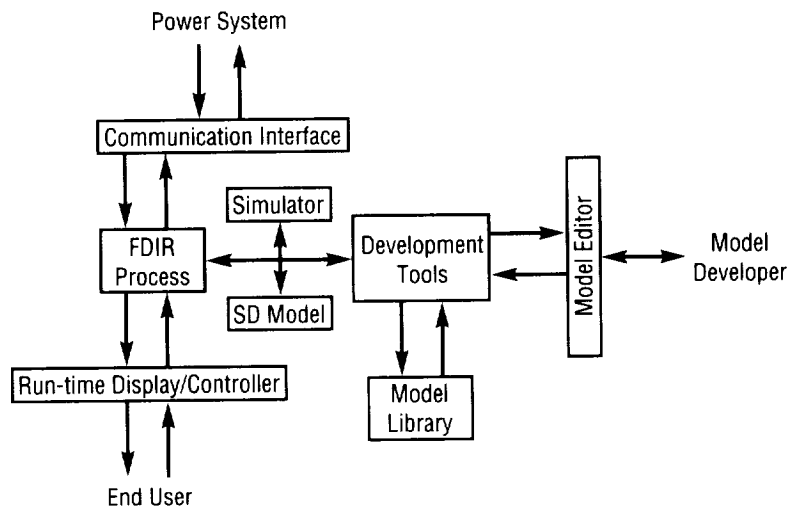 Power System
Communication Interface
Simulator
FDIR
Process
Development
Tools
Model Editor
Model
Developer
SD Model
Run-time Display/Controller
Model
Library
End User